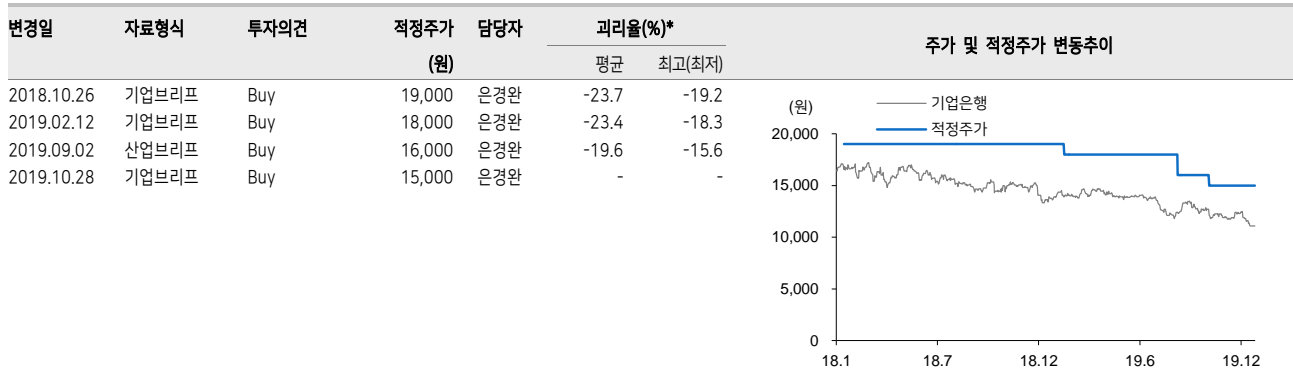 변경일 자료형식 투자의견 적정주가 담당자 괴리율(%)*
(원) 평균 최고(최저)
2018.10.26 기업브리프 Buy 19,000 은경완 -23.7 -19.2
2019.02.12 기업브리프 Buy 18,000 은경완 -23.4 -18.3
2019.09.02 산업브리프 Buy 16,000 은경완 -19.6 -15.6
2019.10.28 기업브리프 Buy 15,000 은경완 - -
주가 및 적정주가 변동추이
(원)
기업은행
적정주가
20,000
15,000
10,000
5,000
0
18.1 18.7 18.12 19.6 19.12